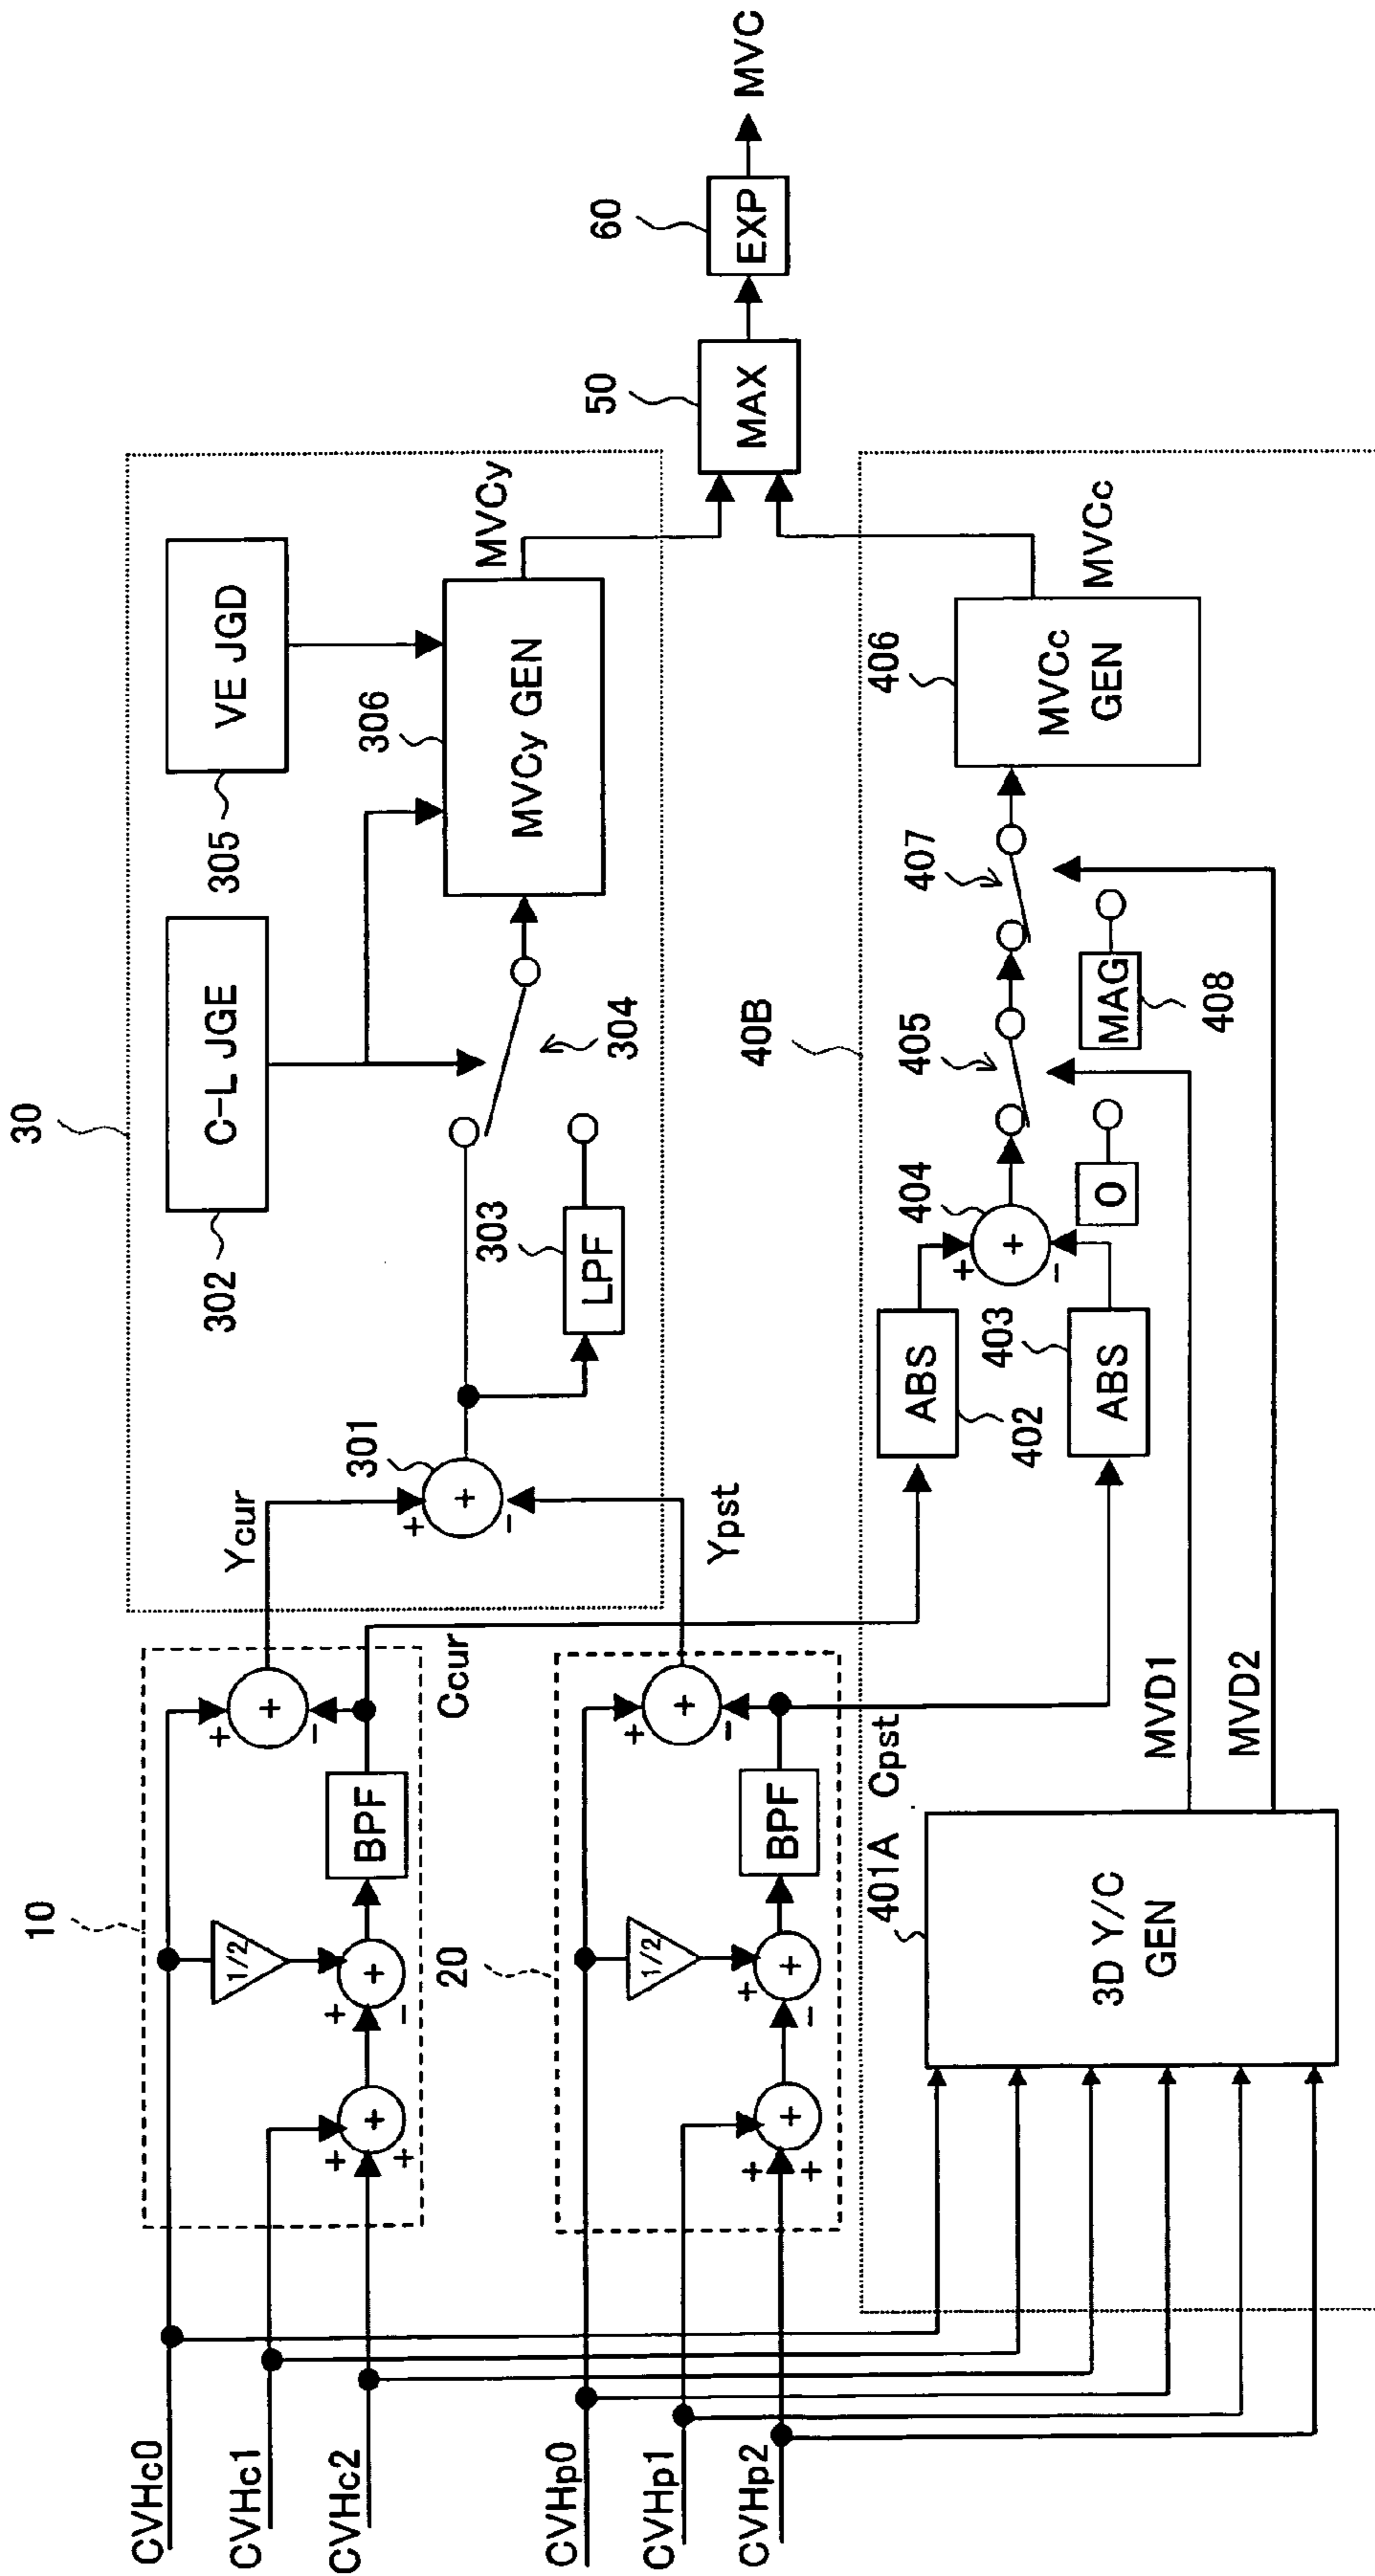 CVHc0
CVHc1
CVHc2
CVHp0
CVHp1
CVHp2
10
1/2
+
-
+
+
+
+
BPF
+
-
+
Ccur
20
1/2
+
-
+
+
+
+
BPF
+
-
+
Cpst
30
Ycur
Ypst
301
+
-
+
302
C-L JGE
303
LPF
304
305
VE JGD
306
MVCy GEN
MVCy
40B
401A
3D Y/C
GEN
MVD1
MVD2
ABS
402
403
ABS
404
+
-
+
0
405
MAG
408
407
406
MVCc
GEN
MVCc
50
MAX
60
EXP
MVC